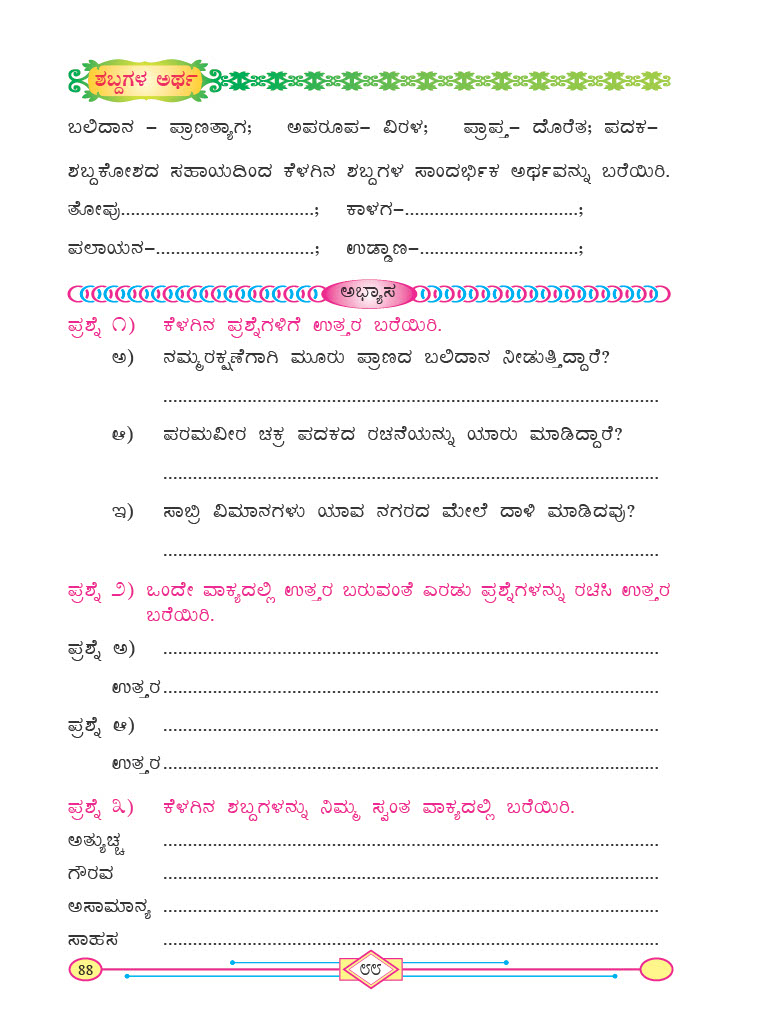 ಶಬ್ದಗಳ ಅರ್ಥ
ಬಲಿದಾನ – ಪ್ರಾಣತ್ಯಾಗ; ಅಪರೂಪ– ವಿರಳ; ಪ್ರಾಪ್ತ– ದೊರೆತ; ಪದಕ–
ಶಬ್ದಕೋಶದ ಸಹಾಯದಿಂದ ಕೆಳಗಿನ ಶಬ್ದಗಳ ಸಾಂದರ್ಭಿಕ ಅರ್ಥವನ್ನು ಬರೆಯಿರಿ.
ತೋಪು.......................................; ಕಾಳಗ–...................................;
ಪಲಾಯನ–................................; ಉಡ್ಡಾಣ–................................;
ಅಭ್ಯಾಸ
ಪ್ರಶ್ನೆ ೧) ಕೆಳಗಿನ ಪ್ರಶ್ನೆಗಳಿಗೆ ಉತ್ತರ ಬರೆಯಿರಿ.
ಅ) ನಮ್ಮರಕ್ಷಣೆಗಾಗಿ ಮೂರು ಪ್ರಾಣದ ಬಲಿದಾನ ನೀಡುತ್ತಿದ್ದಾರೆ?
....................................................................................................
ಆ) ಪರಮವೀರ ಚಕ್ರ ಪದಕದ ರಚನೆಯನ್ನು ಯಾರು ಮಾಡಿದ್ದಾರೆ?
....................................................................................................
ಇ) ಸಾಬ್ರಿ ವಿಮಾನಗಳು ಯಾವ ನಗರದ ಮೇಲೆ ದಾಳಿ ಮಾಡಿದವು?
....................................................................................................
ಪ್ರಶ್ನೆ ೨) ಒಂದೇ ವಾಕ್ಯದಲ್ಲಿ ಉತ್ತರ ಬರುವಂತೆ ಎರಡು ಪ್ರಶ್ನೆಗಳನ್ನು ರಚಿಸಿ ಉತ್ತರ
ಬರೆಯಿರಿ.
ಪ್ರಶ್ನೆ ಅ) ....................................................................................................
ಉತ್ತರ....................................................................................................
ಪ್ರಶ್ನೆ ಆ) ....................................................................................................
ಉತ್ತರ....................................................................................................
ಪ್ರಶ್ನೆ ೩) ಕೆಳಗಿನ ಶಬ್ದಗಳನ್ನು ನಿಮ್ಮ ಸ್ವಂತ ವಾಕ್ಯದಲ್ಲಿ ಬರೆಯಿರಿ.
ಅತ್ಯುಚ್ಚ ....................................................................................................
ಗೌರವ ....................................................................................................
ಅಸಾಮಾನ್ಯ ....................................................................................................
ಸಾಹಸ ....................................................................................................
88 ೮೮